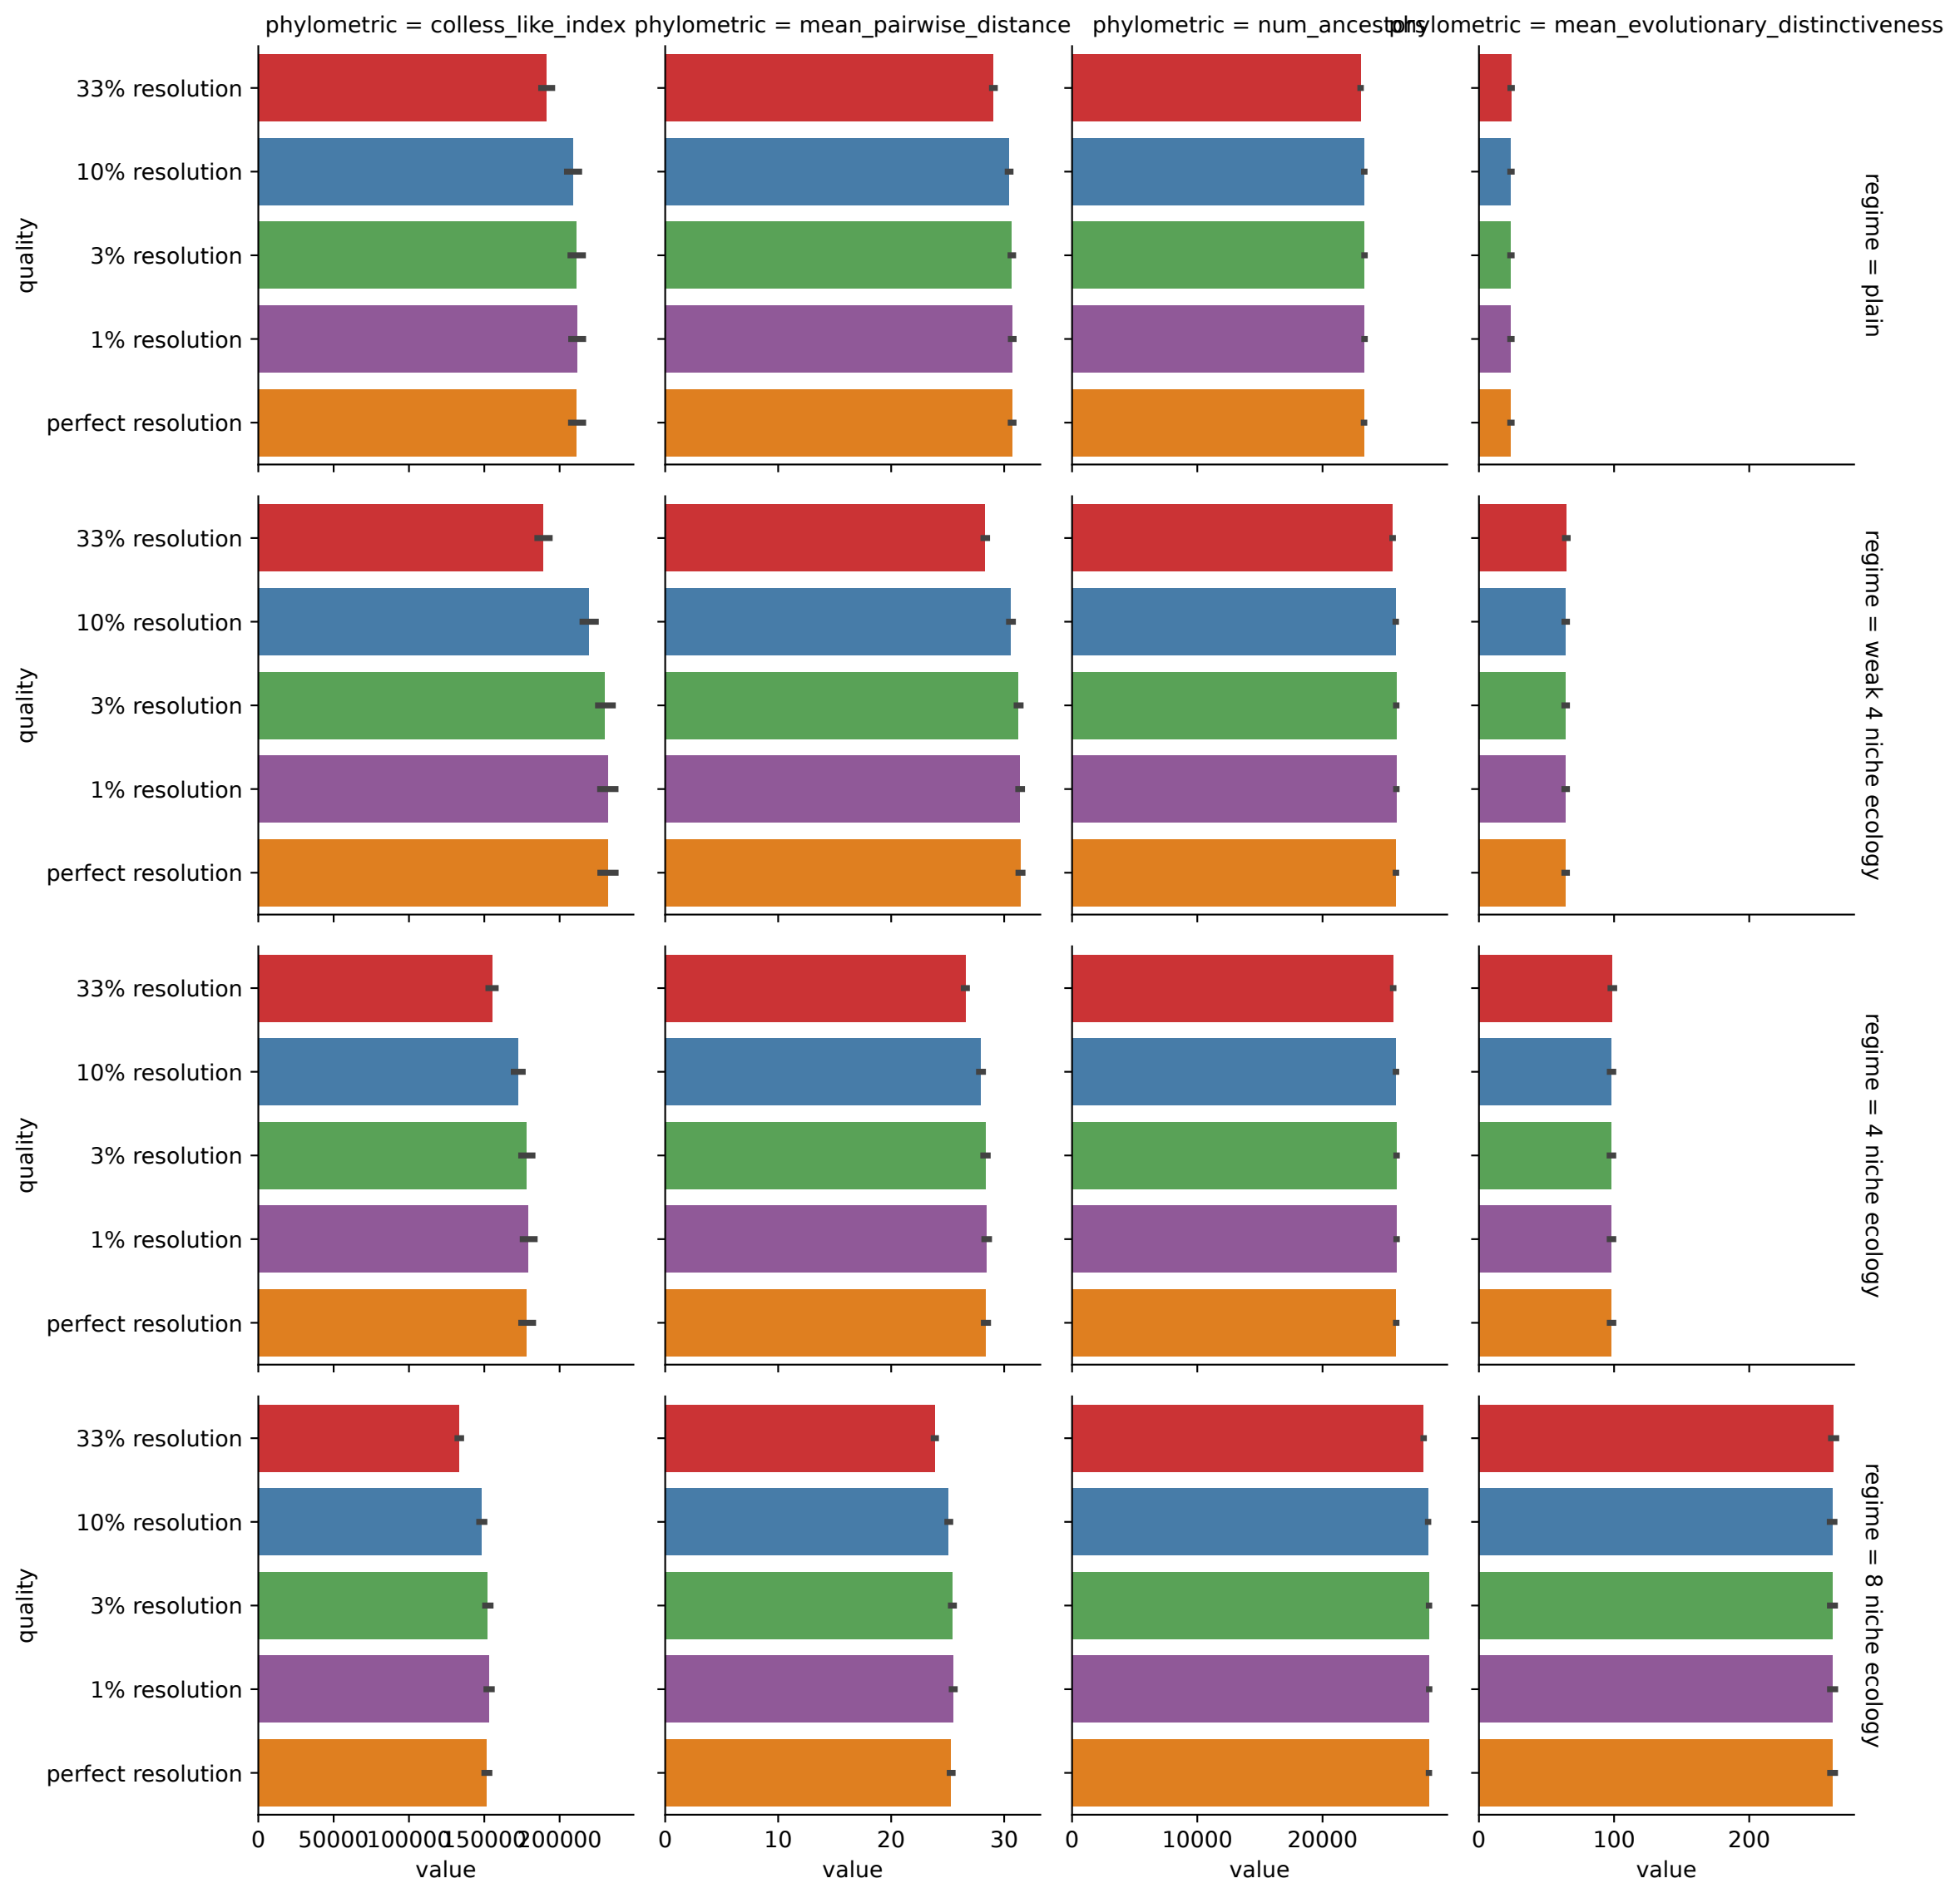 phylometric = colless_like_index
phylometric = mean_pairwise_distance
phylometric = num_ancestors
phylometric = mean_evolutionary_distinctiveness
33% resolution
10% resolution
3% resolution
1% resolution
perfect resolution
quality
regime = plain
33% resolution
10% resolution
3% resolution
1% resolution
perfect resolution
quality
regime = weak 4 niche ecology
33% resolution
10% resolution
3% resolution
1% resolution
perfect resolution
quality
regime = 4 niche ecology
33% resolution
10% resolution
3% resolution
1% resolution
perfect resolution
quality
regime = 8 niche ecology
0 50000 100000 150000 200000
value
0 10 20 30
value
0 10000 20000
value
0 100 200
value